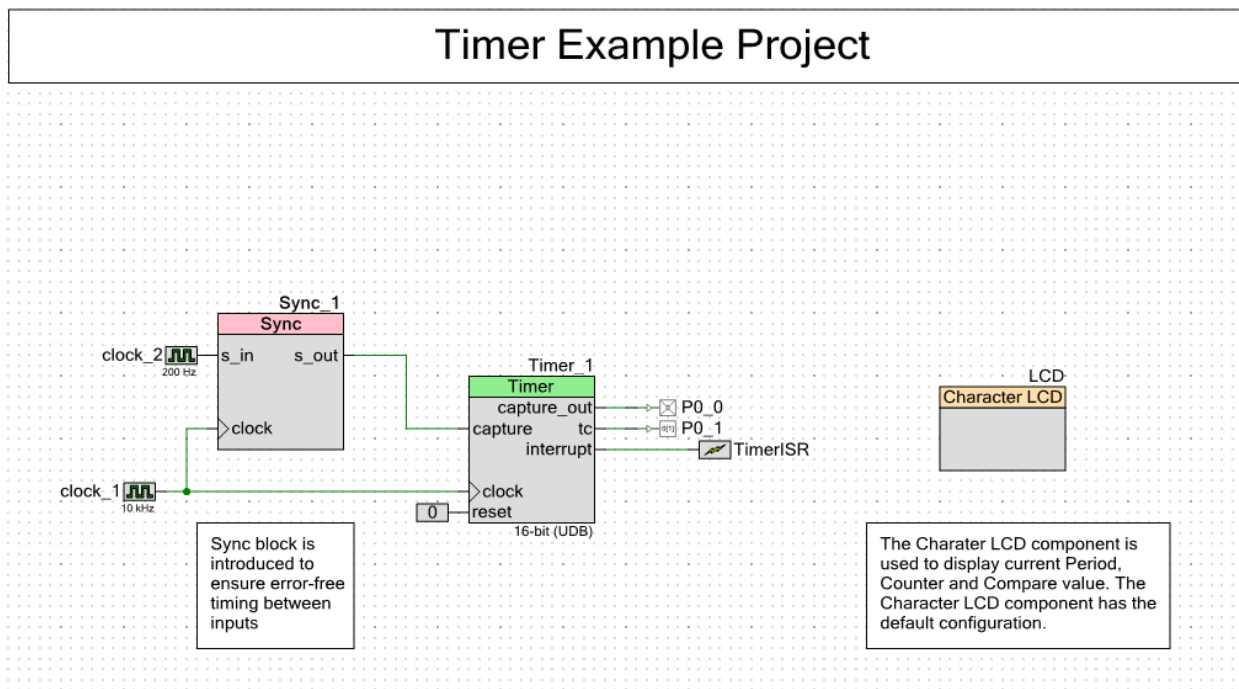 Timer Example Project
Sync_1
Sync
clock_2
200 Hz
s_in
s_out
clock
clock_1
10 kHz
Timer_1
Timer
capture_out
capture
tc
interrupt
clock
0
reset
16-bit (UDB)
P0_0
0[1]
P0_1
TimerISR
LCD
Character LCD
Sync block is
introduced to
ensure error-free
timing between
inputs
The Charater LCD component is
used to display current Period,
Counter and Compare value. The
Character LCD component has the
default configuration.